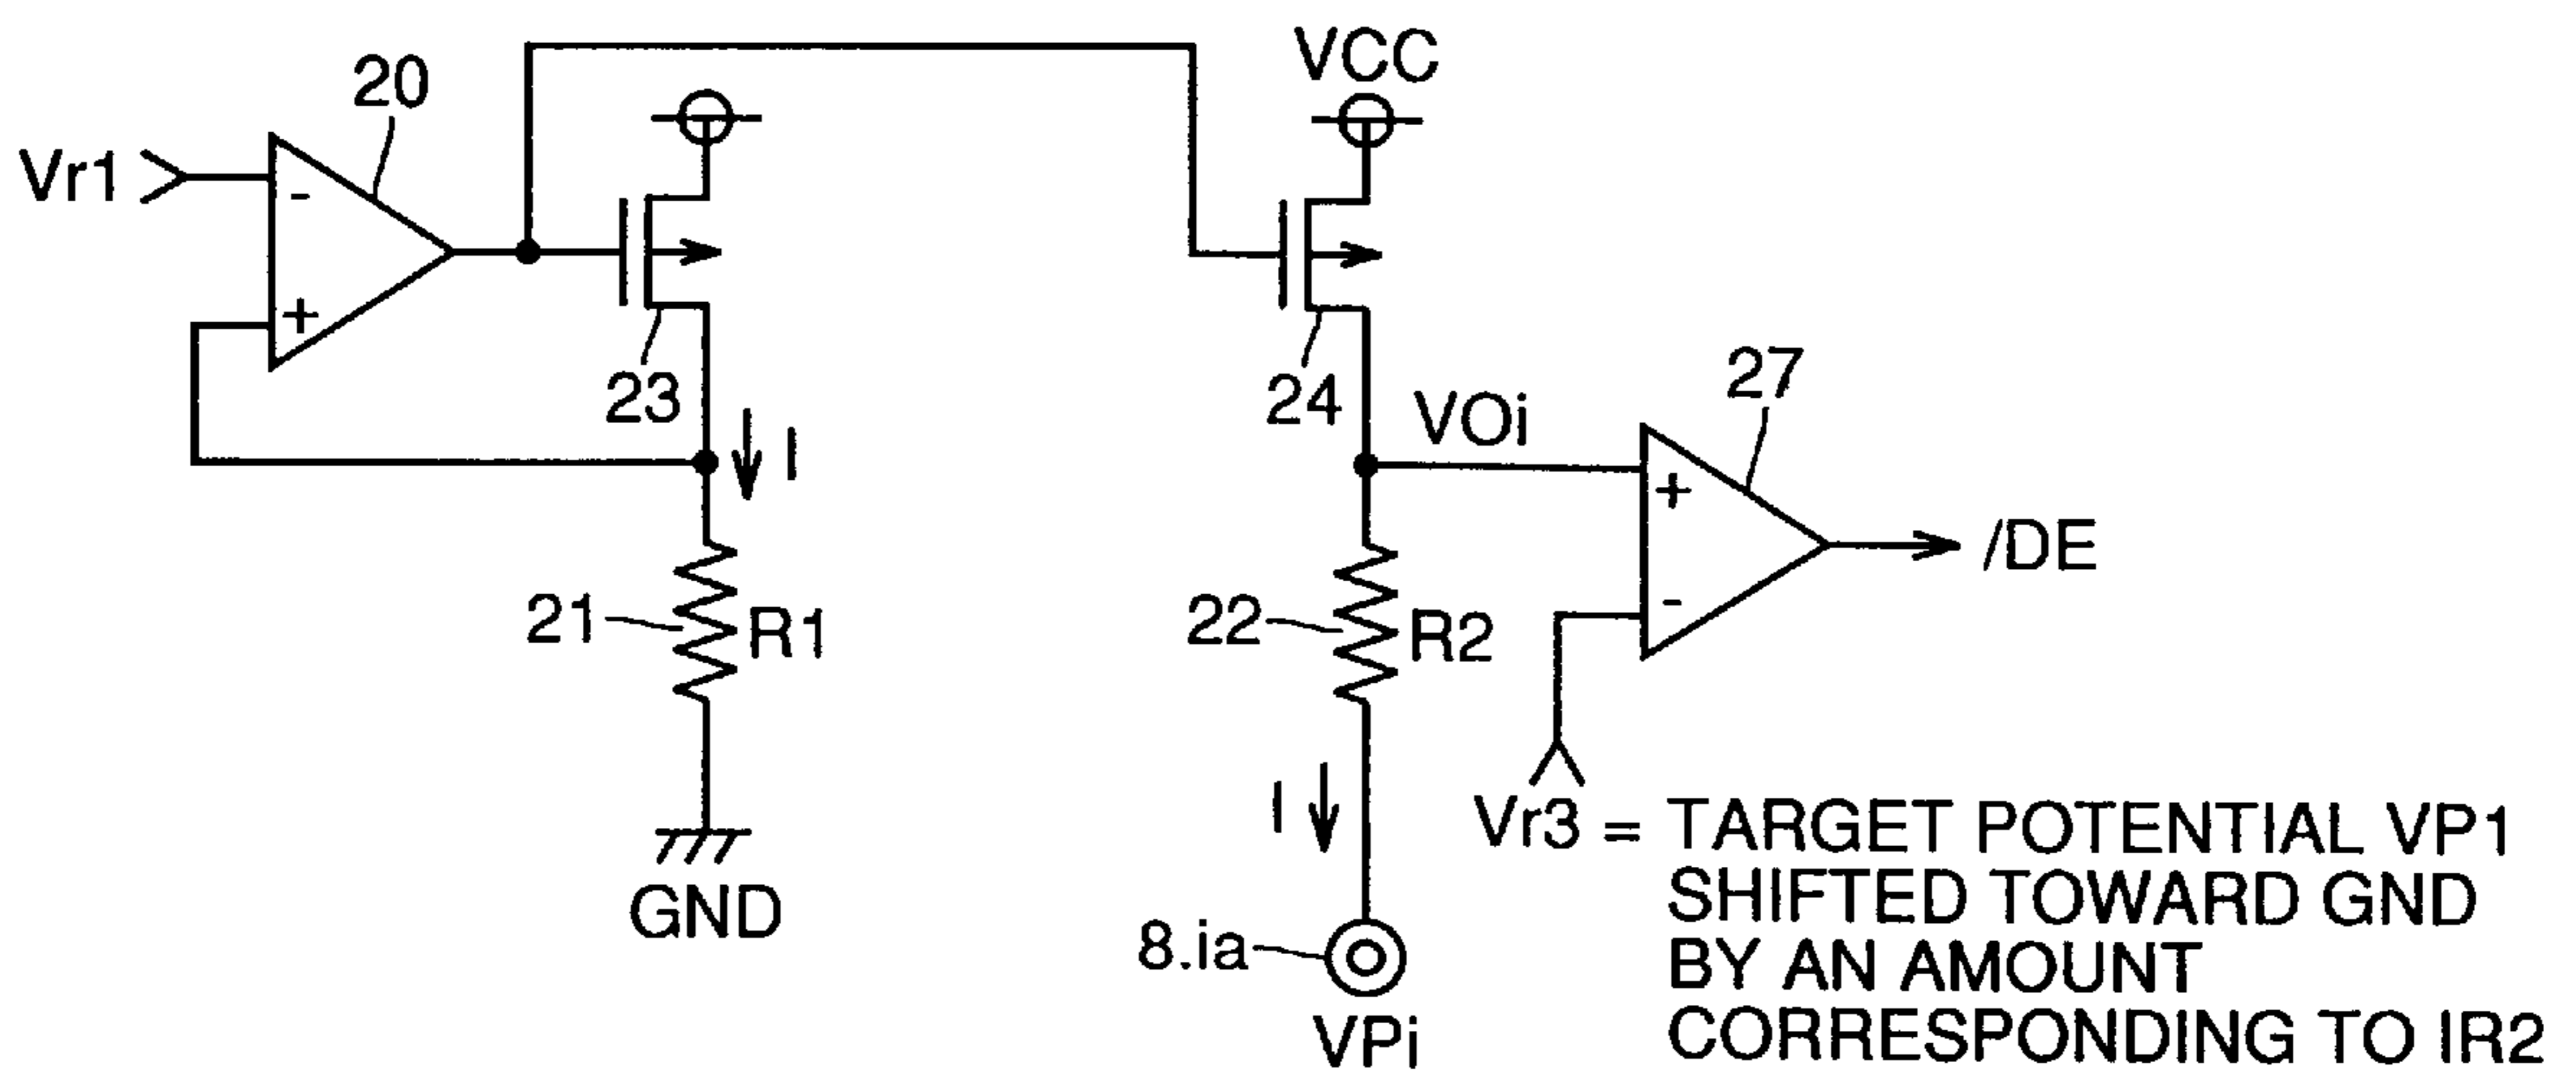 20
VCC
Vr1
-
+
23
24
VOi
27
I
+
-
/DE
21
R1
22
R2
I
GND
8.ia
VPi
Vr3 = TARGET POTENTIAL VP1
SHIFTED TOWARD GND
BY AN AMOUNT
CORRESPONDING TO IR2